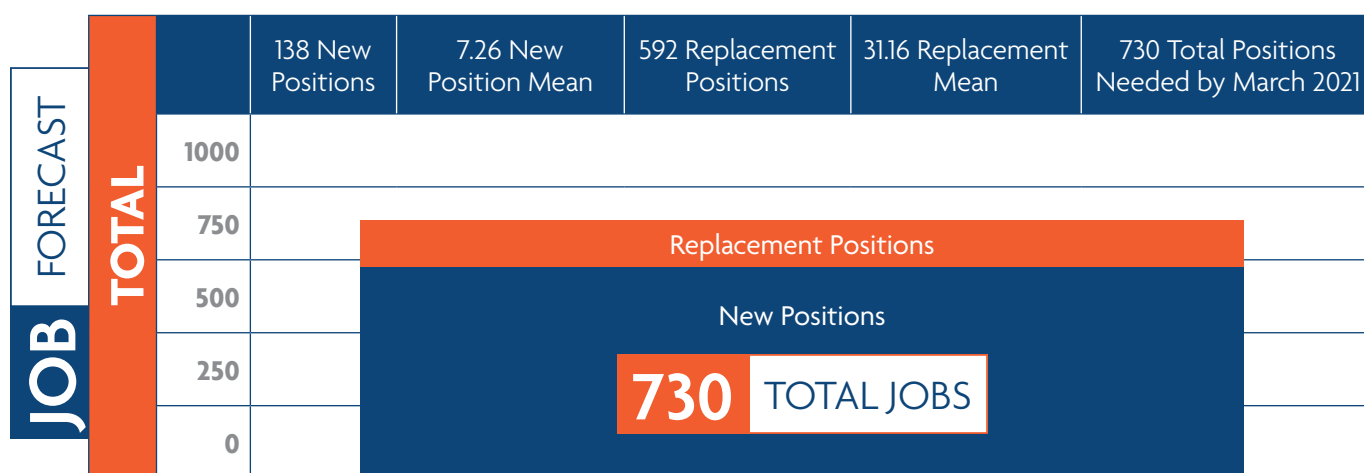 JOB FORECAST
TOTAL
138 New
Positions
7.26 New
Position Mean
592 Replacement
Positions
31.16 Replacement
Mean
730 Total Positions
Needed by March 2021
1000
750
500
250
0
Replacement Positions
New Positions
730 TOTAL JOBS